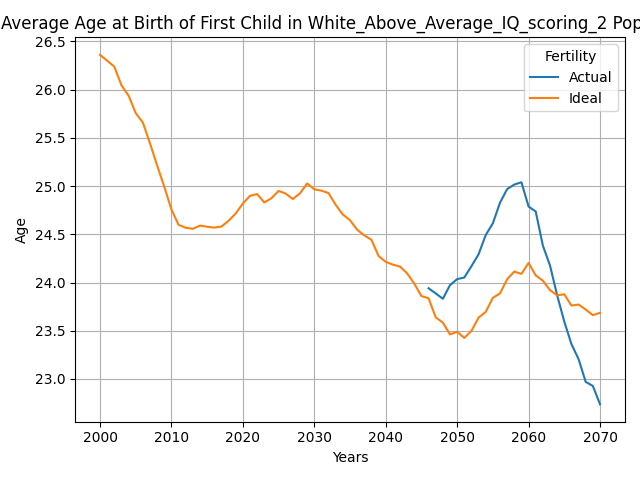 Average Age at Birth of First Child in White_Above_Average_IQ_scoring_2 Pop
26.5
26.0
25.5
25.0
24.5
24.0
23.5
23.0
Age
Fertility
Actual
Ideal
2000 2010 2020 2030 2040 2050 2060 2070
Years